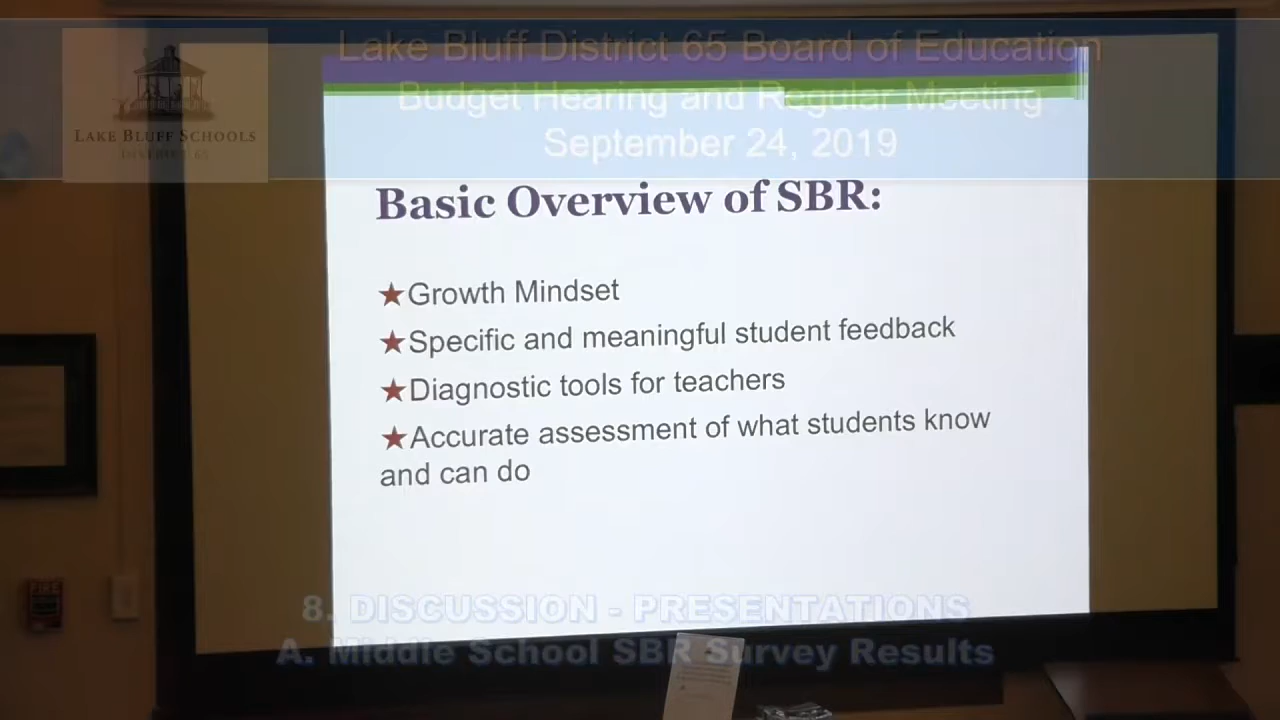 Lake Bluff District 65 Board of Education
Budget Hearing and Regular Meeting
September 24, 2019
LAKE BLUFF SCHOOLS
DISTRICT 65
Basic Overview of SBR:
★Growth Mindset
★Specific and meaningful student feedback
★Diagnostic tools for teachers
★Accurate assessment of what students know
and can do
FIRE
8. DISCUSSION - PRESENTATIONS
A. Middle School SBR Survey Results